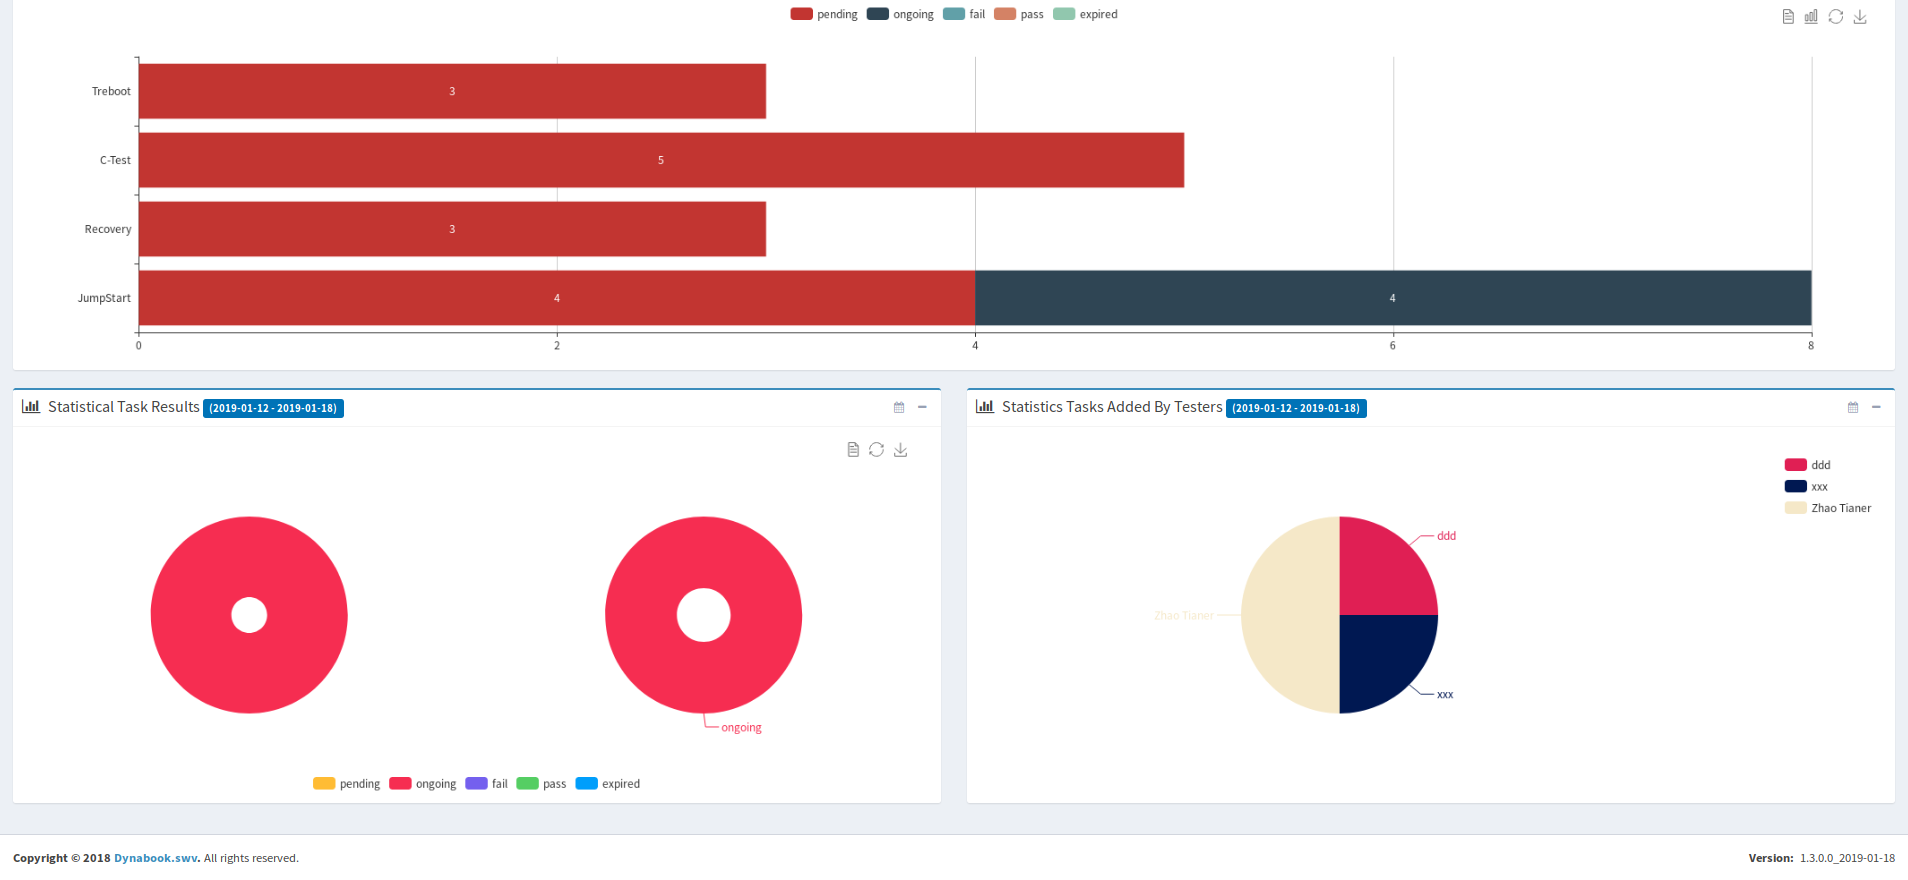 pending ongoing fail pass expired
Treboot 3
C-Test 5
Recovery 3
JumpStart 4 4
0 2 4 6 8
Statistical Task Results (2019-01-12 - 2019-01-18)
Statistics Tasks Added By Testers (2019-01-12 - 2019-01-18)
ongoing
pending ongoing fail pass expired
ddd
xxx
Zhao Tianer
ddd
Zhao Tianer
xxx
Copyright © 2018 Dynabook.swv. All rights reserved.
Version: 1.3.0.0_2019-01-18